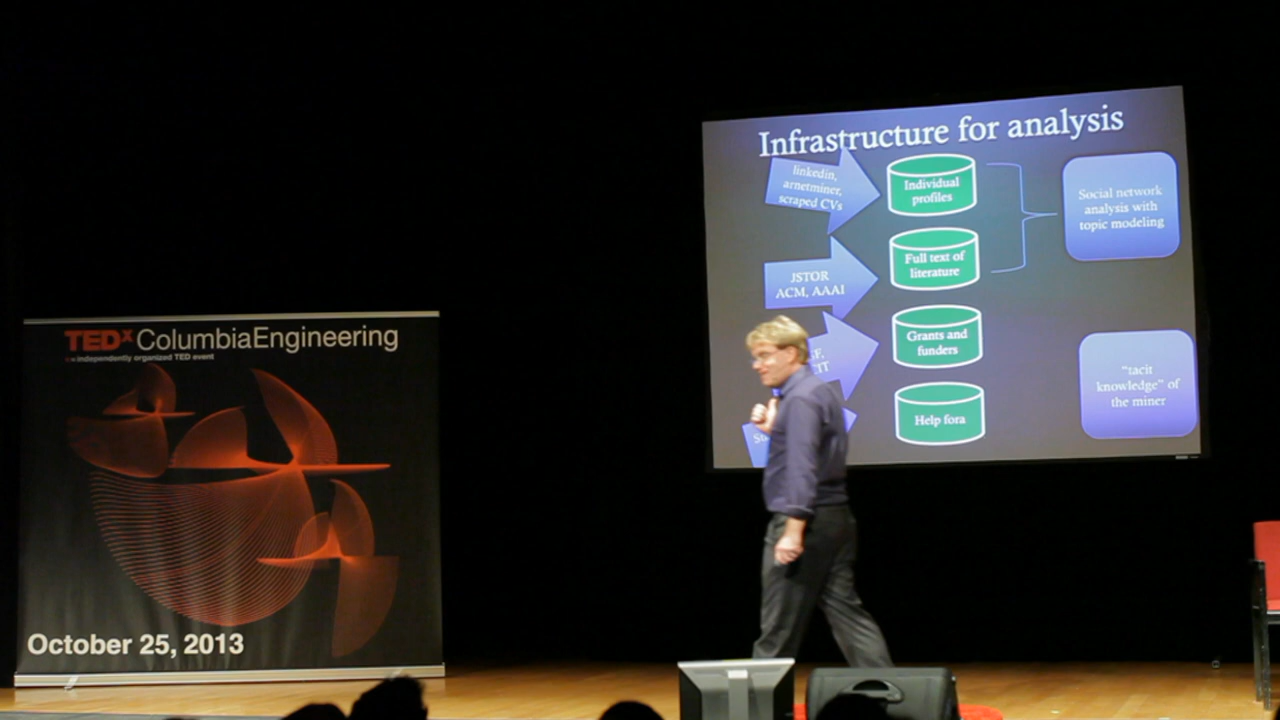 TEDx ColumbiaEngineering
x = independently organized TED event
October 25, 2013
Infrastructure for analysis
linkedin,
arnetminer,
scraped CVs
Individual
profiles
Social network
analysis with
topic modeling
JSTOR
ACM, AAAI
Full text of
literature
Grants and
funders
"tacit
knowledge" of
the miner
Help fora